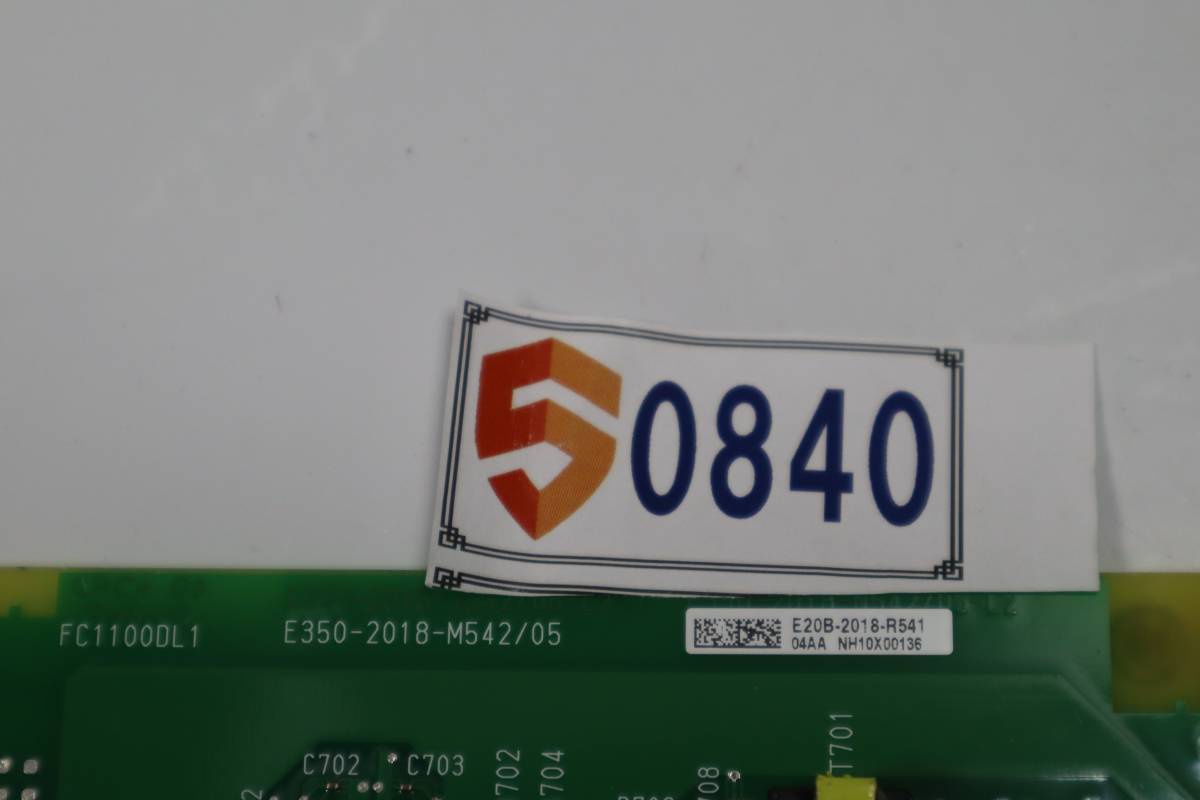 0840
FC1100DL1
E350-2018-M542/05
E20B-2018-R541
04AA NH10X00136
C702
C703
702
704
708
T701